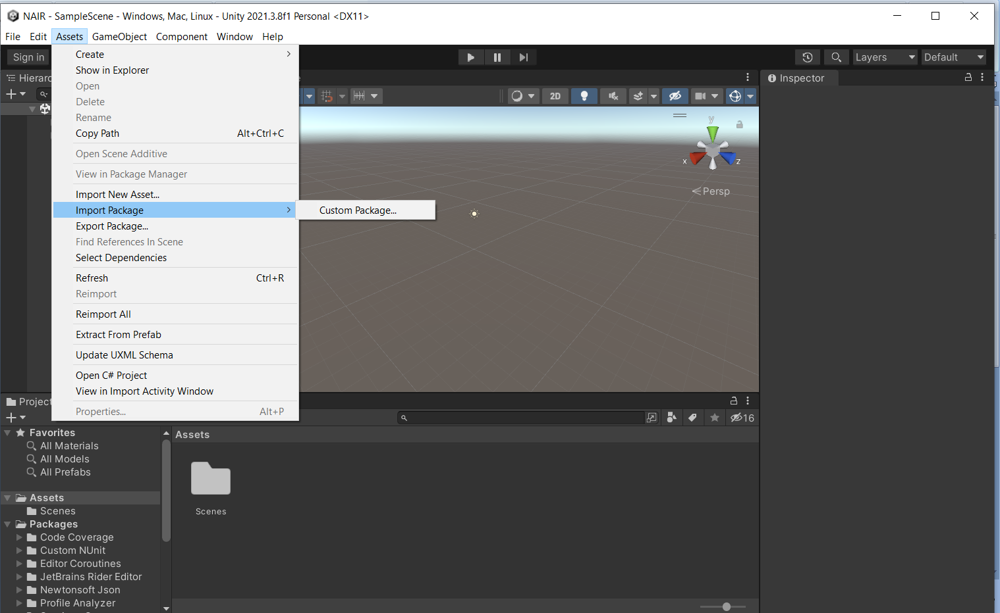 NAIR - SampleScene - Windows, Mac, Linux - Unity 2021.3.8f1 Personal <DX11>
File Edit Assets GameObject Component Window Help
Sign in
Layers
Default
Hierarc
Inspector
2D
Create
Show in Explorer
Open
Delete
Rename
Copy Path Alt+Ctrl+C
Open Scene Additive
View in Package Manager
Import New Asset...
Import Package
Custom Package...
Export Package...
Find References In Scene
Select Dependencies
Refresh Ctrl+R
Reimport
Reimport All
Extract From Prefab
Update UXML Schema
Open C# Project
View in Import Activity Window
Properties... Alt+P
y
x z
Persp
Project
16
Favorites
All Materials
All Models
All Prefabs
Assets
Scenes
Packages
Code Coverage
Custom NUnit
Editor Coroutines
JetBrains Rider Editor
Newtonsoft Json
Profile Analyzer
Assets
Scenes